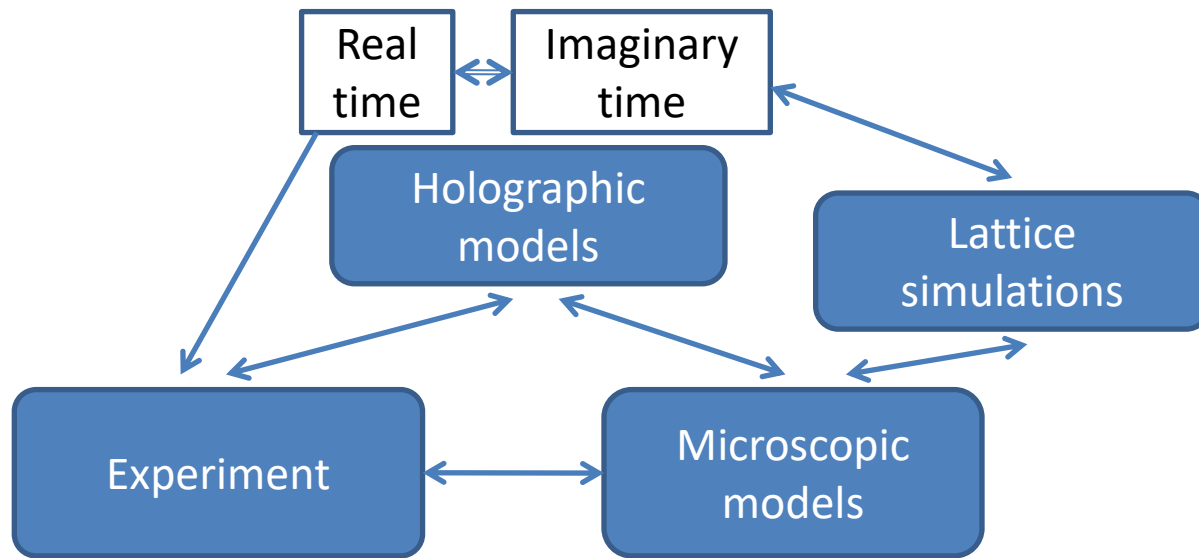 Real
time
Imaginary
time
Holographic
models
Lattice
simulations
Experiment
Microscopic
models